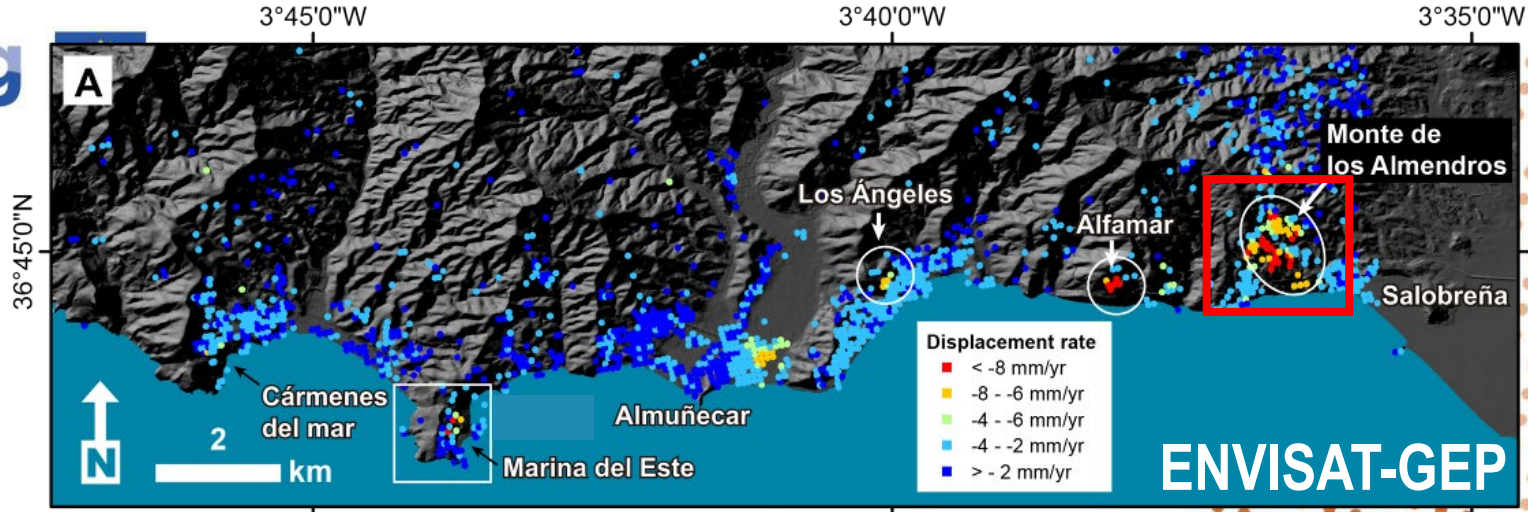 3°45'0"W
3°40'0"W
3°35'0"W
g
A
Monte de
los Almendros
Los Ángeles
Alfamar
36°45'0"N
Salobreña
Displacement rate
< -8 mm/yr
-8 - -6 mm/yr
-4 - -6 mm/yr
-4 - -2 mm/yr
> - 2 mm/yr
Cármenes
del mar
Almuñecar
2
km
N
Marina del Este
ENVISAT-GEP